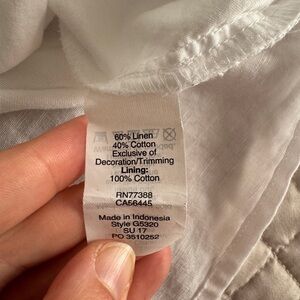 60% Linen
40% Cotton
Exclusive of
Decoration/Trimming
Lining:
100% Cotton
RN77388
CA56445
Made in Indonesia
Style G5320
SU 17
PO 3510252